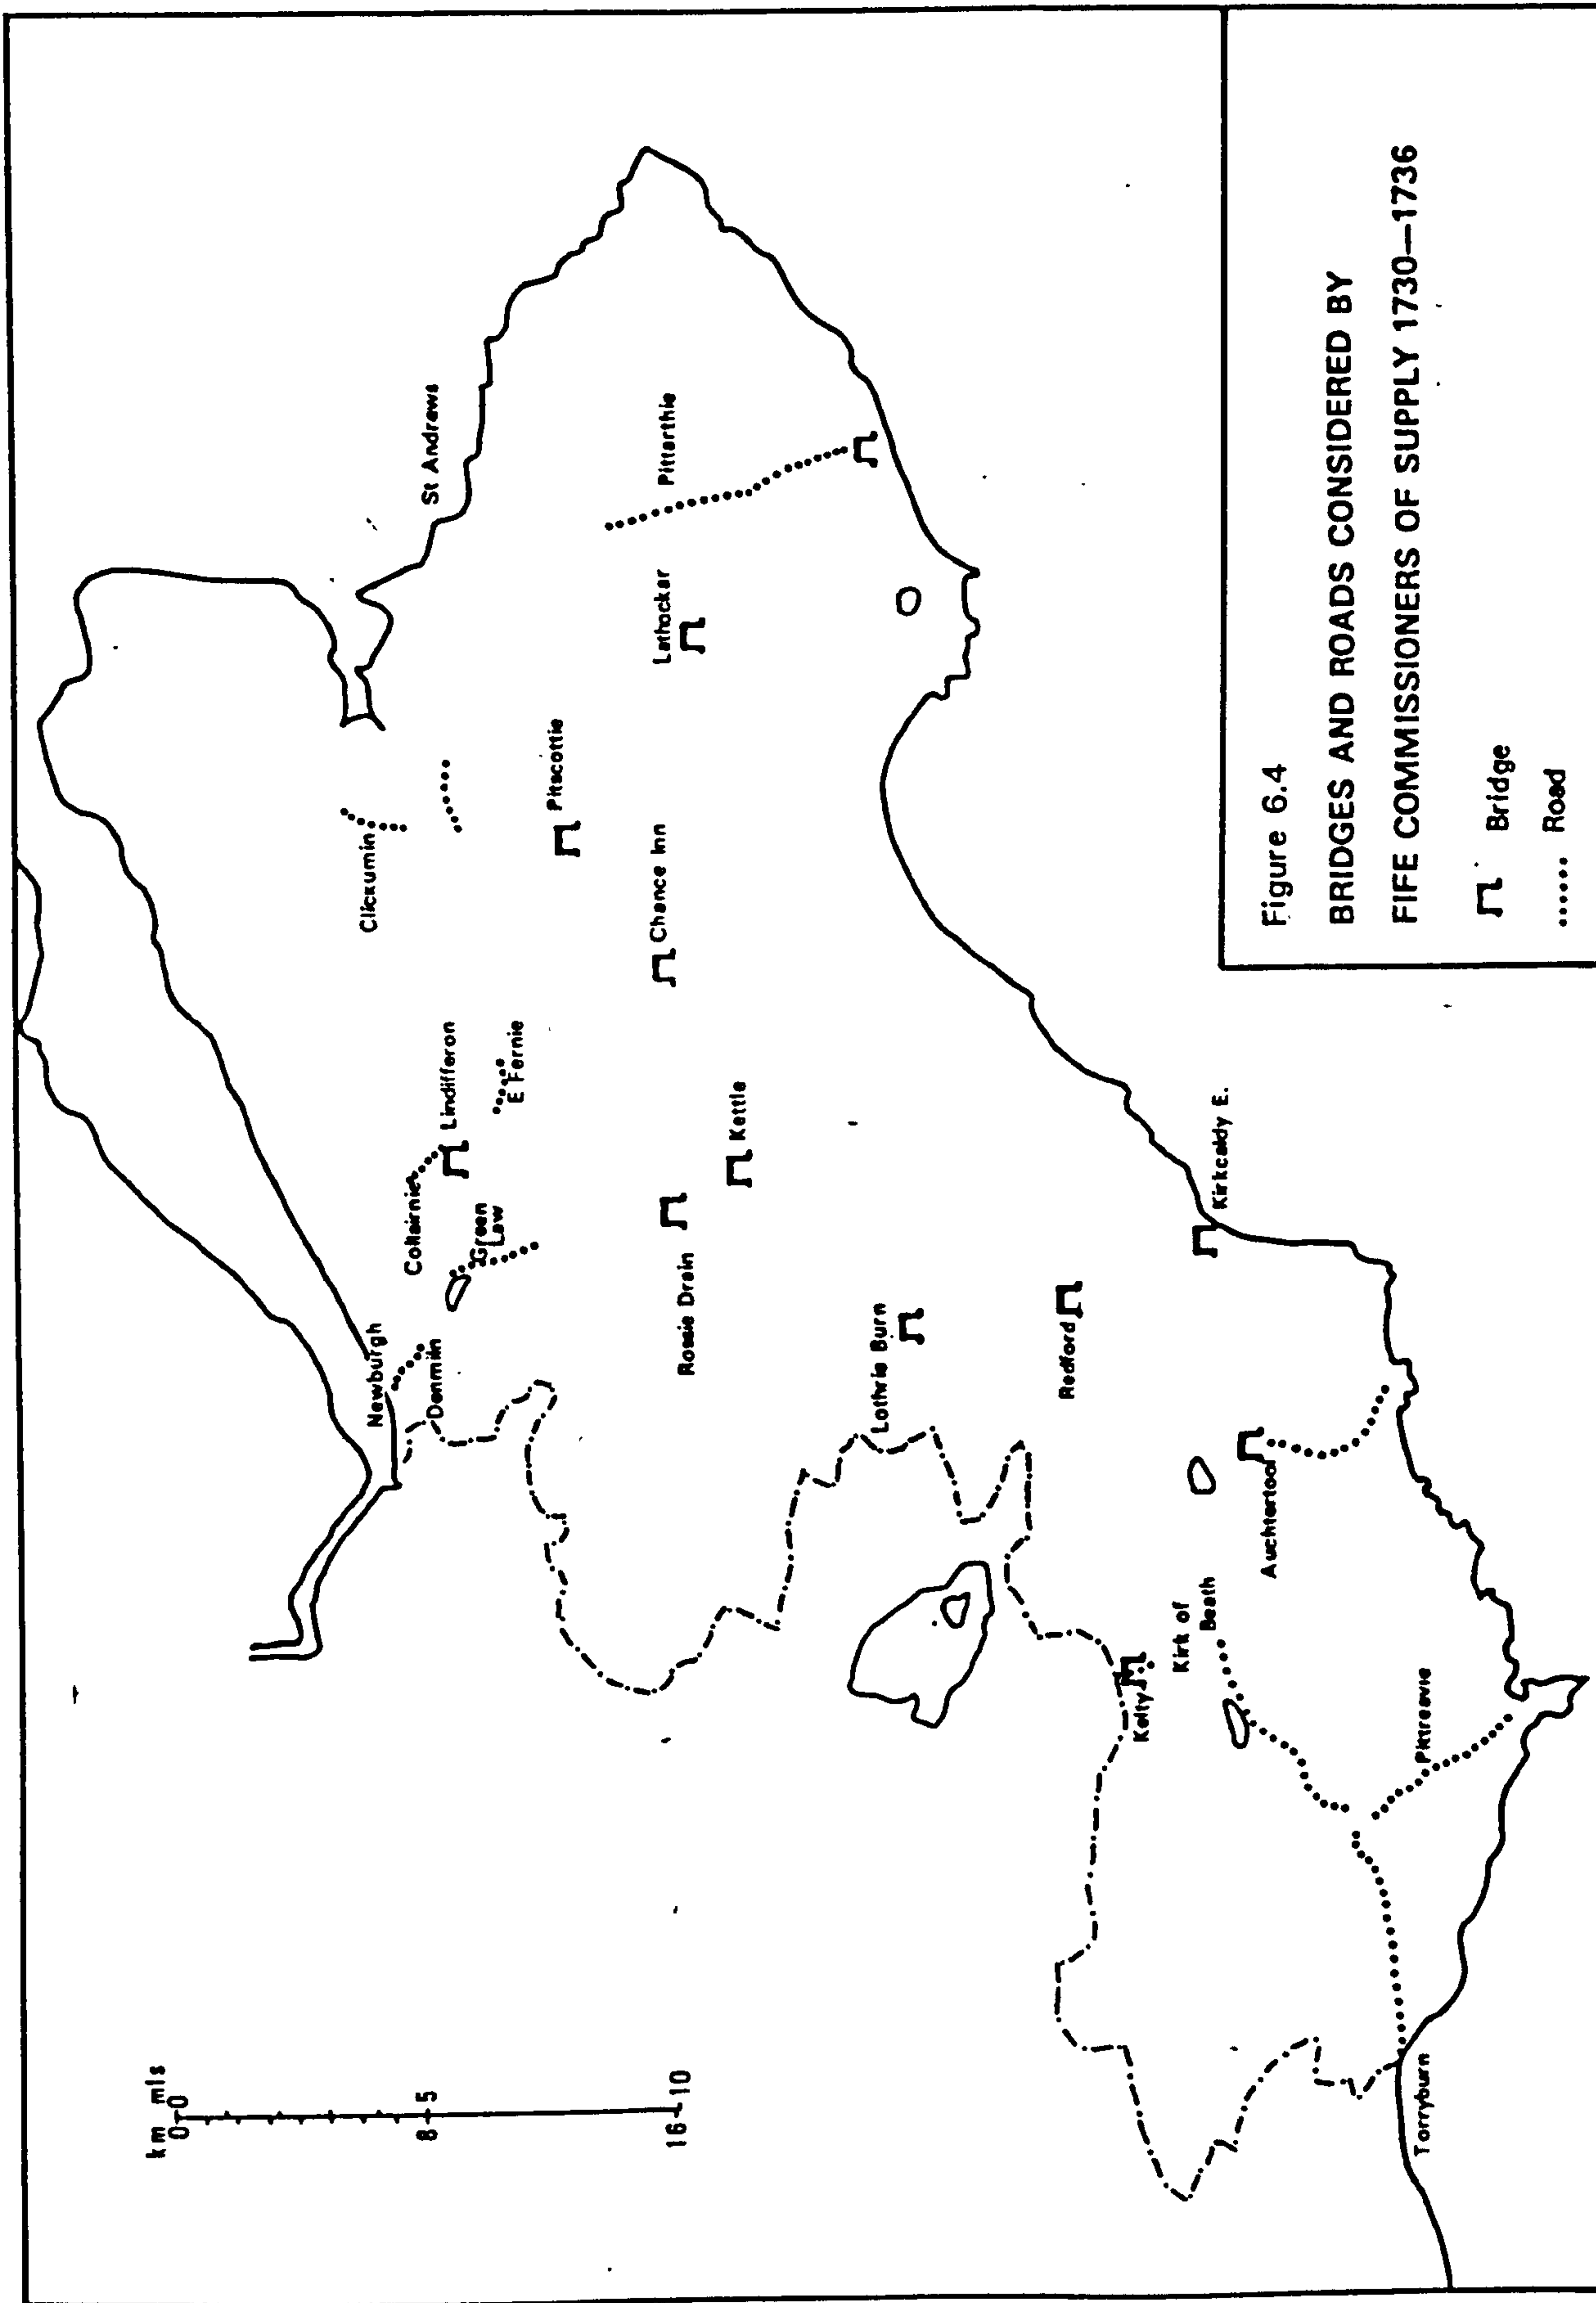 km mls
0 0
8 5
16 10
St Andrews
Newburgh
Clickumin
Denmiln
Collairnie
Lindifferon
Green
Law
E Fernie
Pitscottie
Chance Inn
Lathockar
Pittarthie
Rossie Drain
Kettle
Lothrie Burn
Redford
Kirkcaldy E.
Kelty
Kirk of
Beath
Auchtertool
Pitreavie
Torryburn
Figure 6.4
BRIDGES AND ROADS CONSIDERED BY
FIFE COMMISSIONERS OF SUPPLY 1730—1736
Bridge
Road